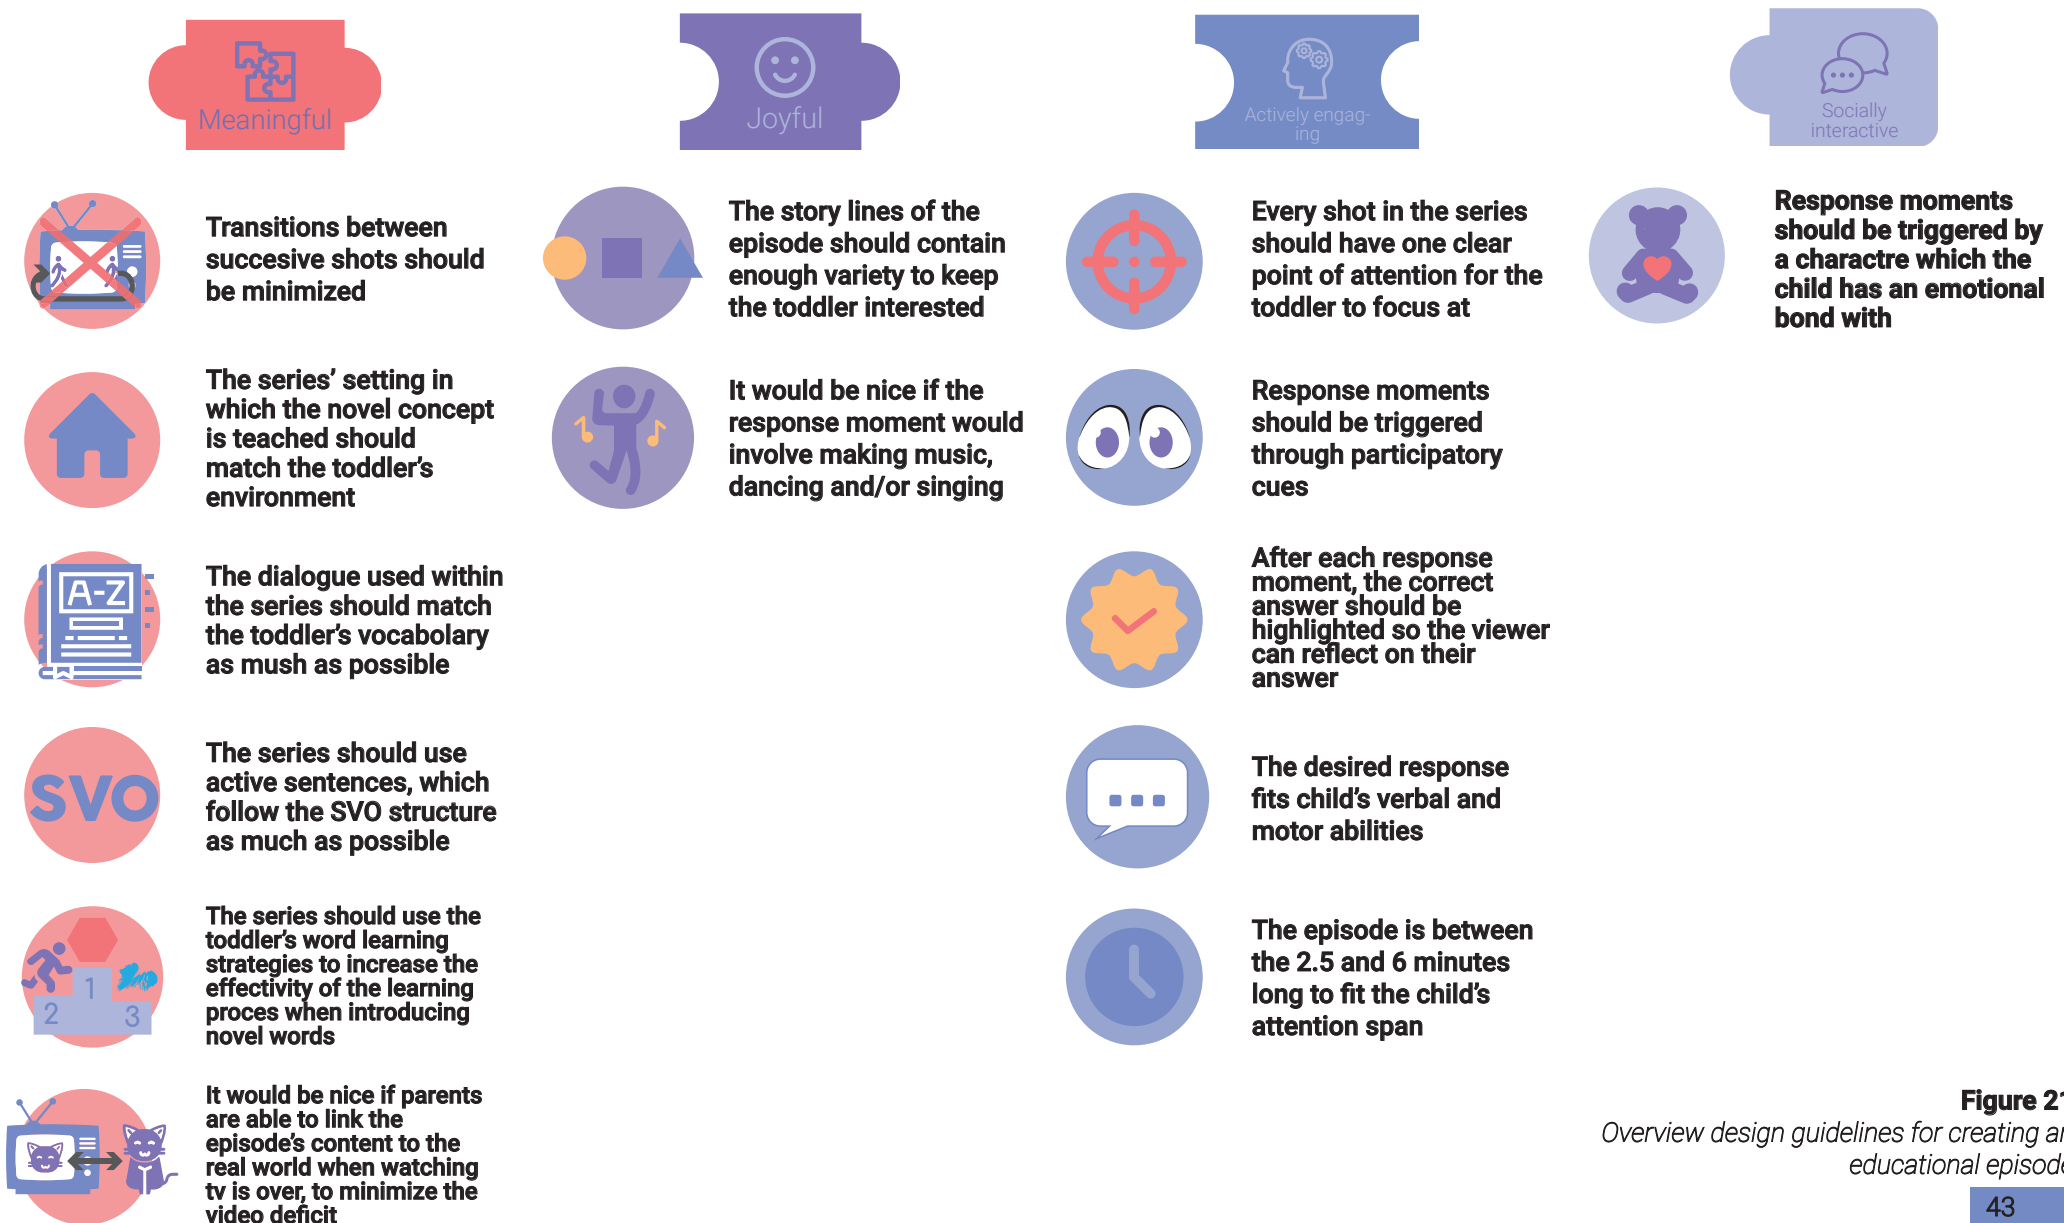 Meaningful
Transitions between
succesive shots should
be minimized
The series’ setting in
which the novel concept
is teached should
match the toddler’s
environment
A-Z
The dialogue used within
the series should match
the toddler’s vocabolary
as mush as possible
SVO
The series should use
active sentences, which
follow the SVO structure
as much as possible
1
2
3
The series should use the
toddler’s word learning
strategies to increase the
effectivity of the learning
proces when introducing
novel words
It would be nice if parents
are able to link the
episode’s content to the
real world when watching
tv is over, to minimize the
video deficit
Joyful
The story lines of the
episode should contain
enough variety to keep
the toddler interested
It would be nice if the
response moment would
involve making music,
dancing and/or singing
Actively engag-
ing
Every shot in the series
should have one clear
point of attention for the
toddler to focus at
Response moments
should be triggered
through participatory
cues
After each response
moment, the correct
answer should be
highlighted so the viewer
can reflect on their
answer
The desired response
fits child’s verbal and
motor abilities
The episode is between
the 2.5 and 6 minutes
long to fit the child’s
attention span
Socially
interactive
Response moments
should be triggered by
a charactre which the
child has an emotional
bond with
Figure 21
Overview design guidelines for creating an
educational episode
43